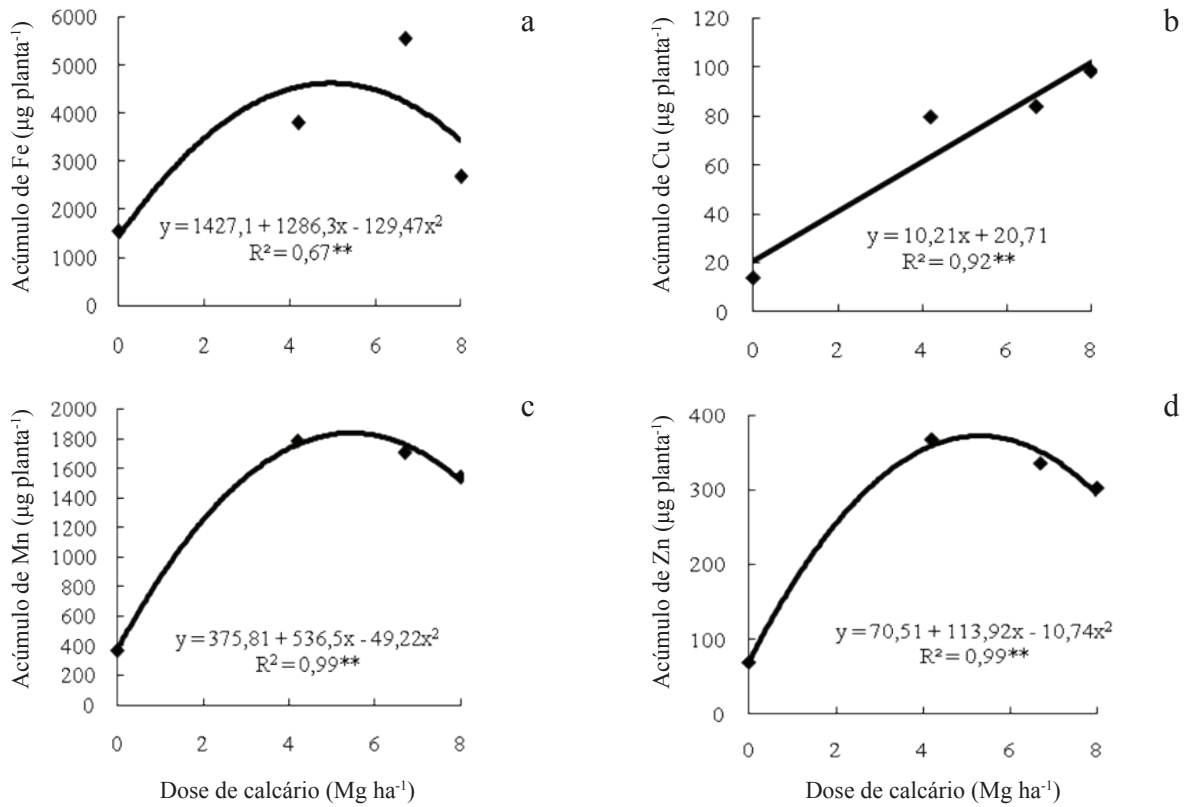 a
Acúmulo de Fe (µg planta⁻¹)
6000
5000
4000
3000
2000
1000
0
y = 1427,1 + 1286,3x - 129,47x²
R² = 0,67**
0 2 4 6 8
b
Acúmulo de Cu (µg planta⁻¹)
120
100
80
60
40
20
0
y = 10,21x + 20,71
R² = 0,92**
0 2 4 6 8
c
Acúmulo de Mn (µg planta⁻¹)
2000
1800
1600
1400
1200
1000
800
600
400
200
0
y = 375,81 + 536,5x - 49,22x²
R² = 0,99**
0 2 4 6 8
Dose de calcário (Mg ha⁻¹)
d
Acúmulo de Zn (µg planta⁻¹)
400
300
200
100
0
y = 70,51 + 113,92x - 10,74x²
R² = 0,99**
0 2 4 6 8
Dose de calcário (Mg ha⁻¹)